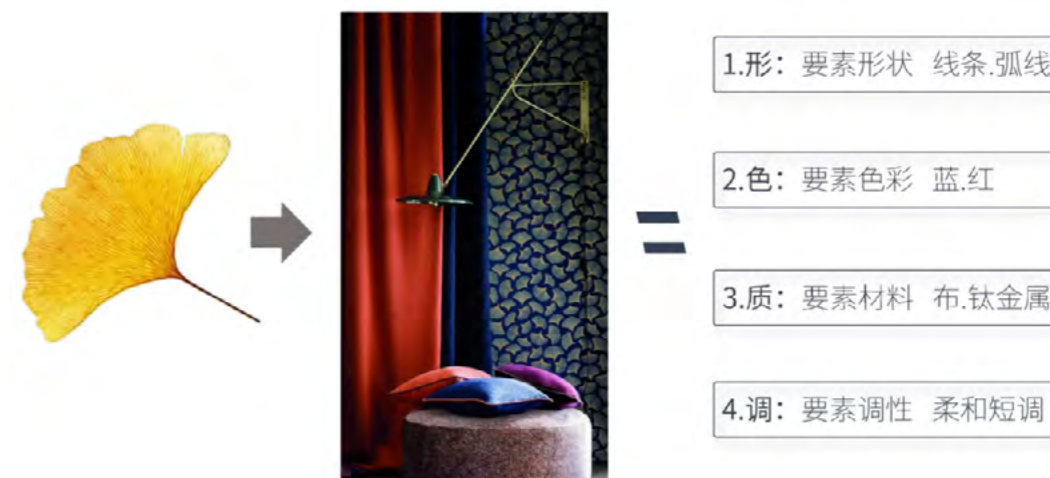 1.形：要素形状 线条.弧线
2.色：要素色彩 蓝.红
3.质：要素材料 布.钛金属
4.调：要素调性 柔和短调